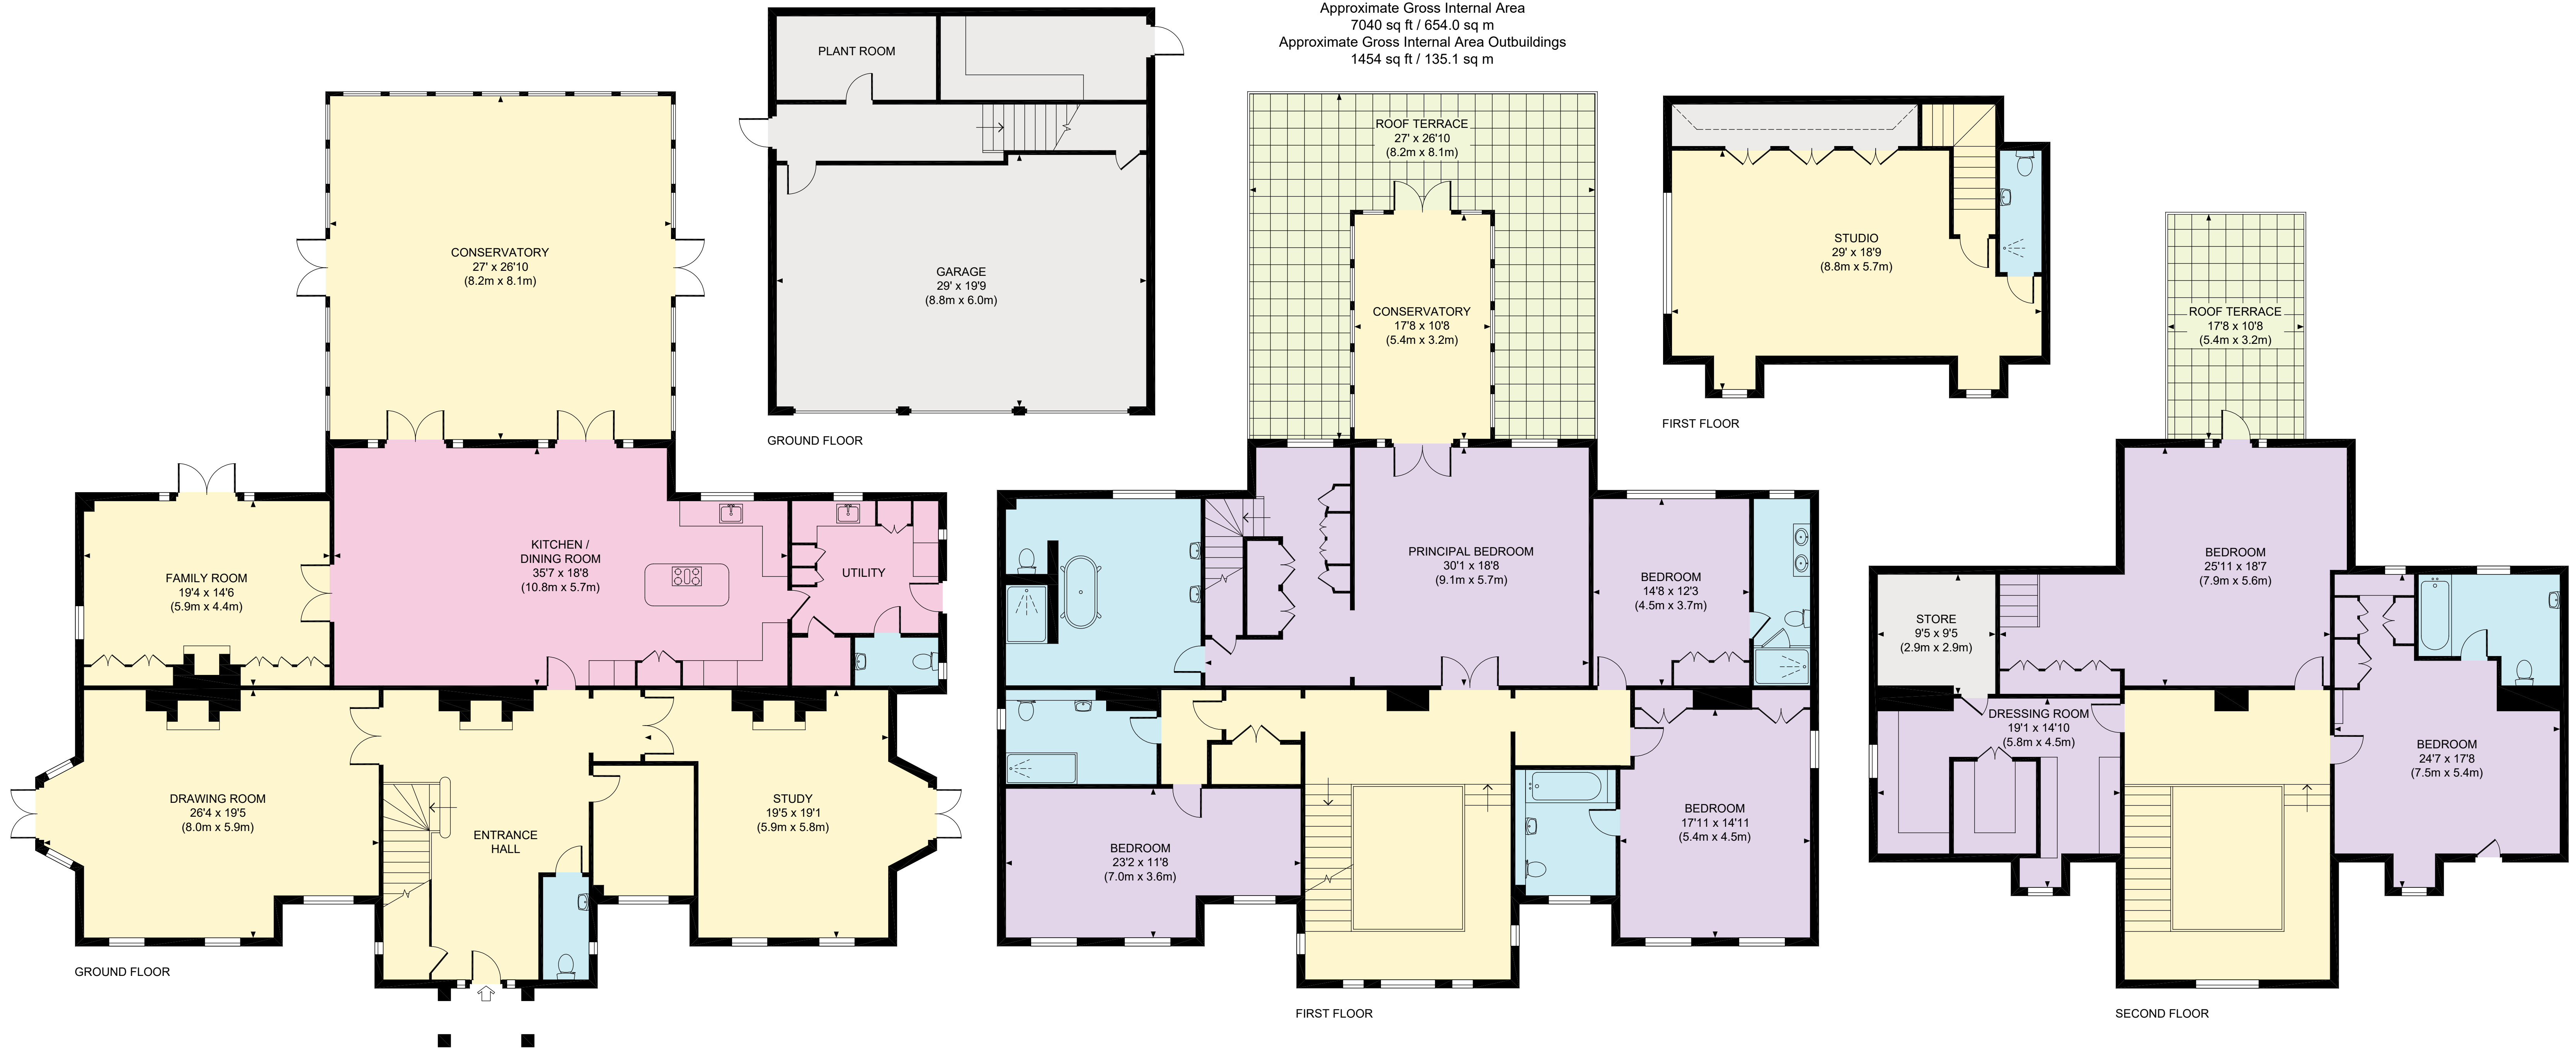 Approximate Gross Internal Area
7040 sq ft / 654.0 sq m
Approximate Gross Internal Area Outbuildings
1454 sq ft / 135.1 sq m
CONSERVATORY
27' x 26'10
(8.2m x 8.1m)
KITCHEN /
DINING ROOM
35'7 x 18'8
(10.8m x 5.7m)
UTILITY
FAMILY ROOM
19'4 x 14'6
(5.9m x 4.4m)
DRAWING ROOM
26'4 x 19'5
(8.0m x 5.9m)
ENTRANCE
HALL
STUDY
19'5 x 19'1
(5.9m x 5.8m)
GROUND FLOOR
PLANT ROOM
GARAGE
29' x 19'9
(8.8m x 6.0m)
GROUND FLOOR
ROOF TERRACE
27' x 26'10
(8.2m x 8.1m)
CONSERVATORY
17'8 x 10'8
(5.4m x 3.2m)
PRINCIPAL BEDROOM
30'1 x 18'8
(9.1m x 5.7m)
BEDROOM
14'8 x 12'3
(4.5m x 3.7m)
BEDROOM
23'2 x 11'8
(7.0m x 3.6m)
BEDROOM
17'11 x 14'11
(5.4m x 4.5m)
FIRST FLOOR
STUDIO
29' x 18'9
(8.8m x 5.7m)
FIRST FLOOR
ROOF TERRACE
17'8 x 10'8
(5.4m x 3.2m)
BEDROOM
25'11 x 18'7
(7.9m x 5.6m)
STORE
9'5 x 9'5
(2.9m x 2.9m)
DRESSING ROOM
19'1 x 14'10
(5.8m x 4.5m)
BEDROOM
24'7 x 17'8
(7.5m x 5.4m)
SECOND FLOOR